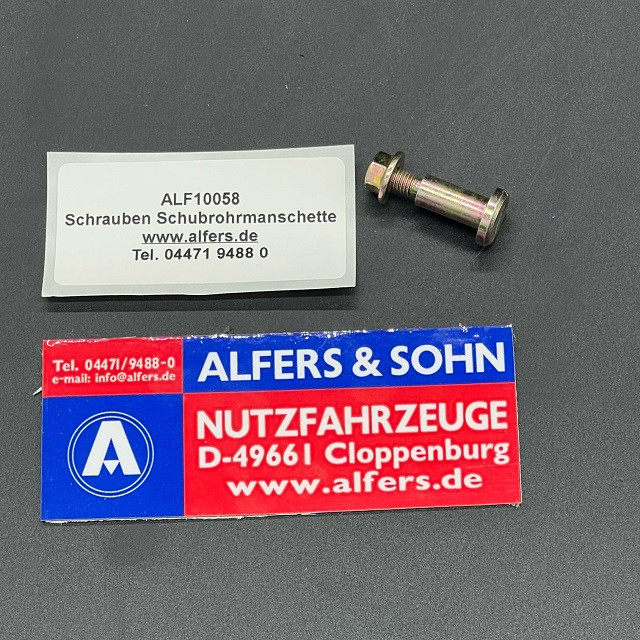 ALF10058
Schrauben Schubrohrmanschette
www.alfers.de
Tel. 04471 9488 0
Tel. 04471/9488-0
e-mail: info@alfers.de
ALFERS & SOHN
A
NUTZFAHRZEUGE
D-49661 Cloppenburg
www.alfers.de